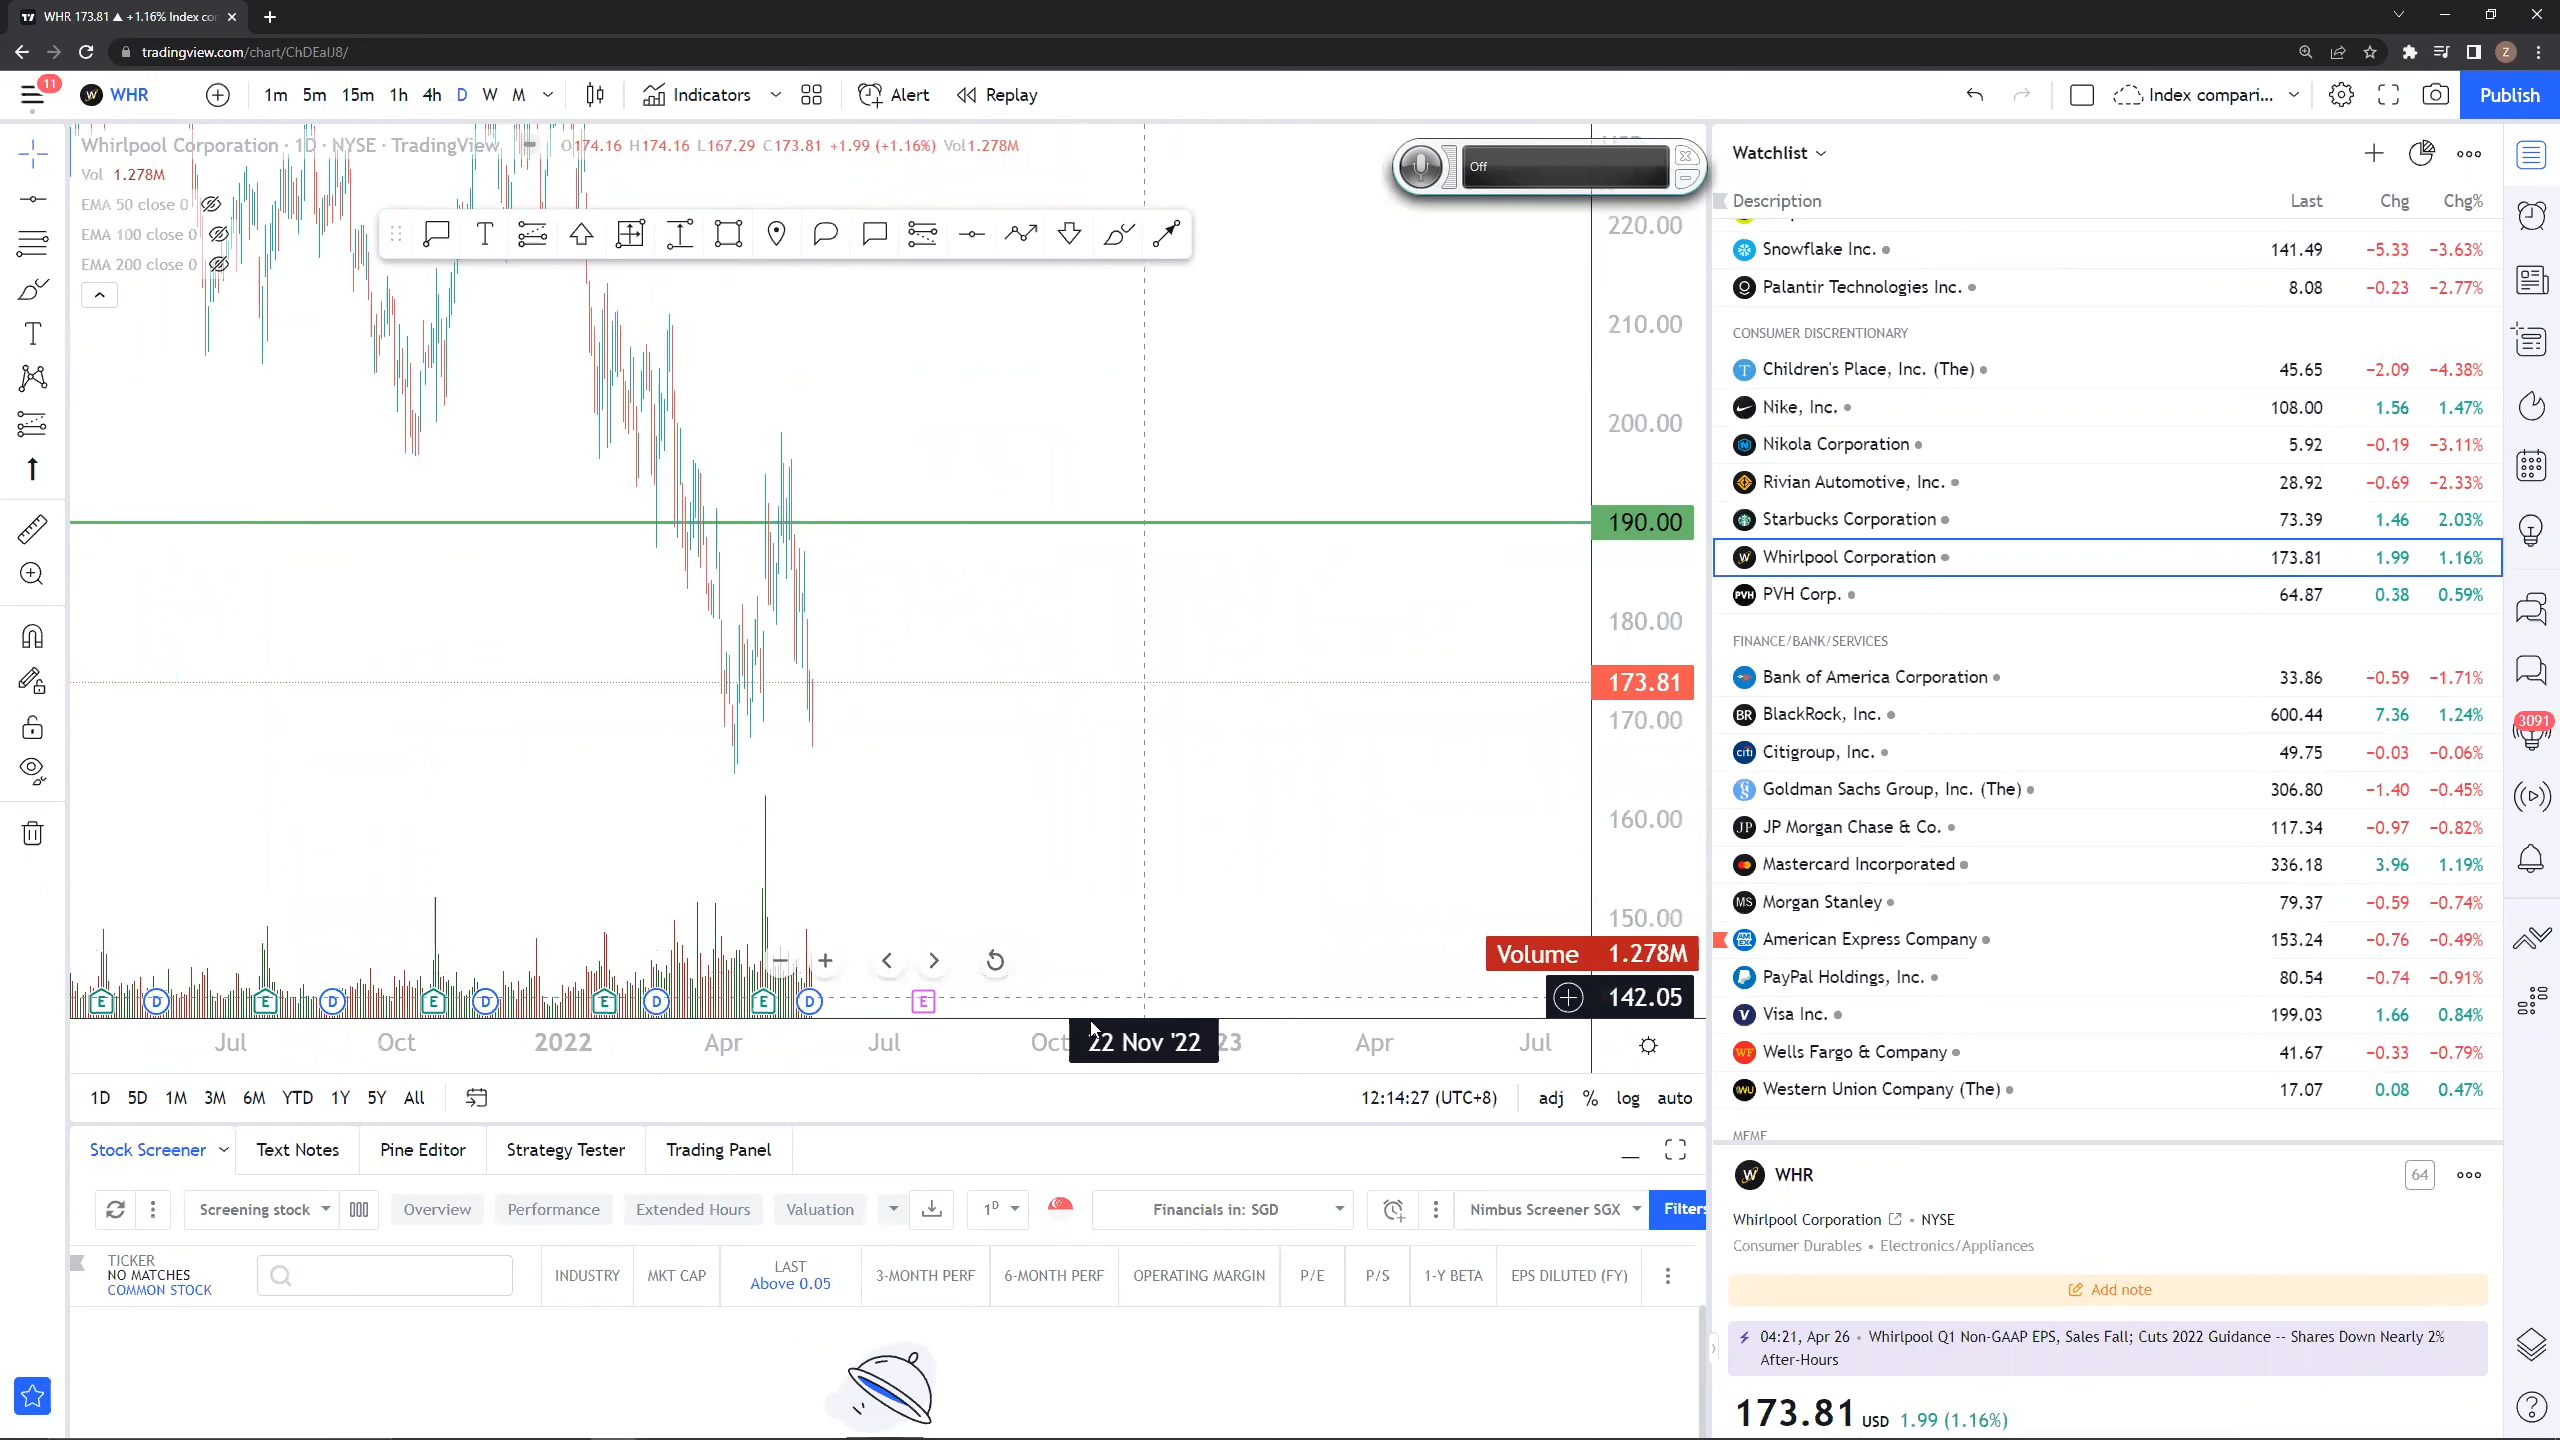 WHR 173.81 ▲ +1.16% Index co
tradingview.com/chart/ChDEaIJ8/
11
WHR
1m 5m 15m 1h 4h D W M
Indicators
Alert
Replay
Index compari...
Publish
Whirlpool Corporation · 1D · NYSE · TradingView
O174.16 H174.16 L167.29 C173.81 +1.99 (+1.16%) Vol1.278M
Vol 1.278M
EMA 50 close 0
EMA 100 close 0
EMA 200 close 0
Off
220.00
210.00
200.00
190.00
180.00
173.81
170.00
160.00
150.00
Volume 1.278M
142.05
E D E D E D E D E D E
Jul Oct 2022 Apr Jul Oct 22 Nov '22 23 Apr Jul
1D 5D 1M 3M 6M YTD 1Y 5Y All
12:14:27 (UTC+8)
adj % log auto
Stock Screener
Text Notes
Pine Editor
Strategy Tester
Trading Panel
Screening stock
Overview
Performance
Extended Hours
Valuation
1D
Financials in: SGD
Nimbus Screener SGX
Filters
TICKER
NO MATCHES
COMMON STOCK
INDUSTRY
MKT CAP
LAST
Above 0.05
3-MONTH PERF
6-MONTH PERF
OPERATING MARGIN
P/E
P/S
1-Y BETA
EPS DILUTED (FY)
Watchlist
Description Last Chg Chg%
Snowflake Inc. 141.49 −5.33 −3.63%
Palantir Technologies Inc. 8.08 −0.23 −2.77%
CONSUMER DISCRENTIONARY
Children's Place, Inc. (The) 45.65 −2.09 −4.38%
Nike, Inc. 108.00 1.56 1.47%
Nikola Corporation 5.92 −0.19 −3.11%
Rivian Automotive, Inc. 28.92 −0.69 −2.33%
Starbucks Corporation 73.39 1.46 2.03%
Whirlpool Corporation 173.81 1.99 1.16%
PVH PVH Corp. 64.87 0.38 0.59%
FINANCE/BANK/SERVICES
Bank of America Corporation 33.86 −0.59 −1.71%
BR BlackRock, Inc. 600.44 7.36 1.24%
citi Citigroup, Inc. 49.75 −0.03 −0.06%
Goldman Sachs Group, Inc. (The) 306.80 −1.40 −0.45%
JP JP Morgan Chase & Co. 117.34 −0.97 −0.82%
Mastercard Incorporated 336.18 3.96 1.19%
MS Morgan Stanley 79.37 −0.59 −0.74%
American Express Company 153.24 −0.76 −0.49%
PayPal Holdings, Inc. 80.54 −0.74 −0.91%
V Visa Inc. 199.03 1.66 0.84%
WF Wells Fargo & Company 41.67 −0.33 −0.79%
WU Western Union Company (The) 17.07 0.08 0.47%
MEME
WHR
64
Whirlpool Corporation • NYSE
Consumer Durables • Electronics/Appliances
Add note
04:21, Apr 26 • Whirlpool Q1 Non-GAAP EPS, Sales Fall; Cuts 2022 Guidance -- Shares Down Nearly 2%
After-Hours
173.81 USD 1.99 (1.16%)
3091
Z